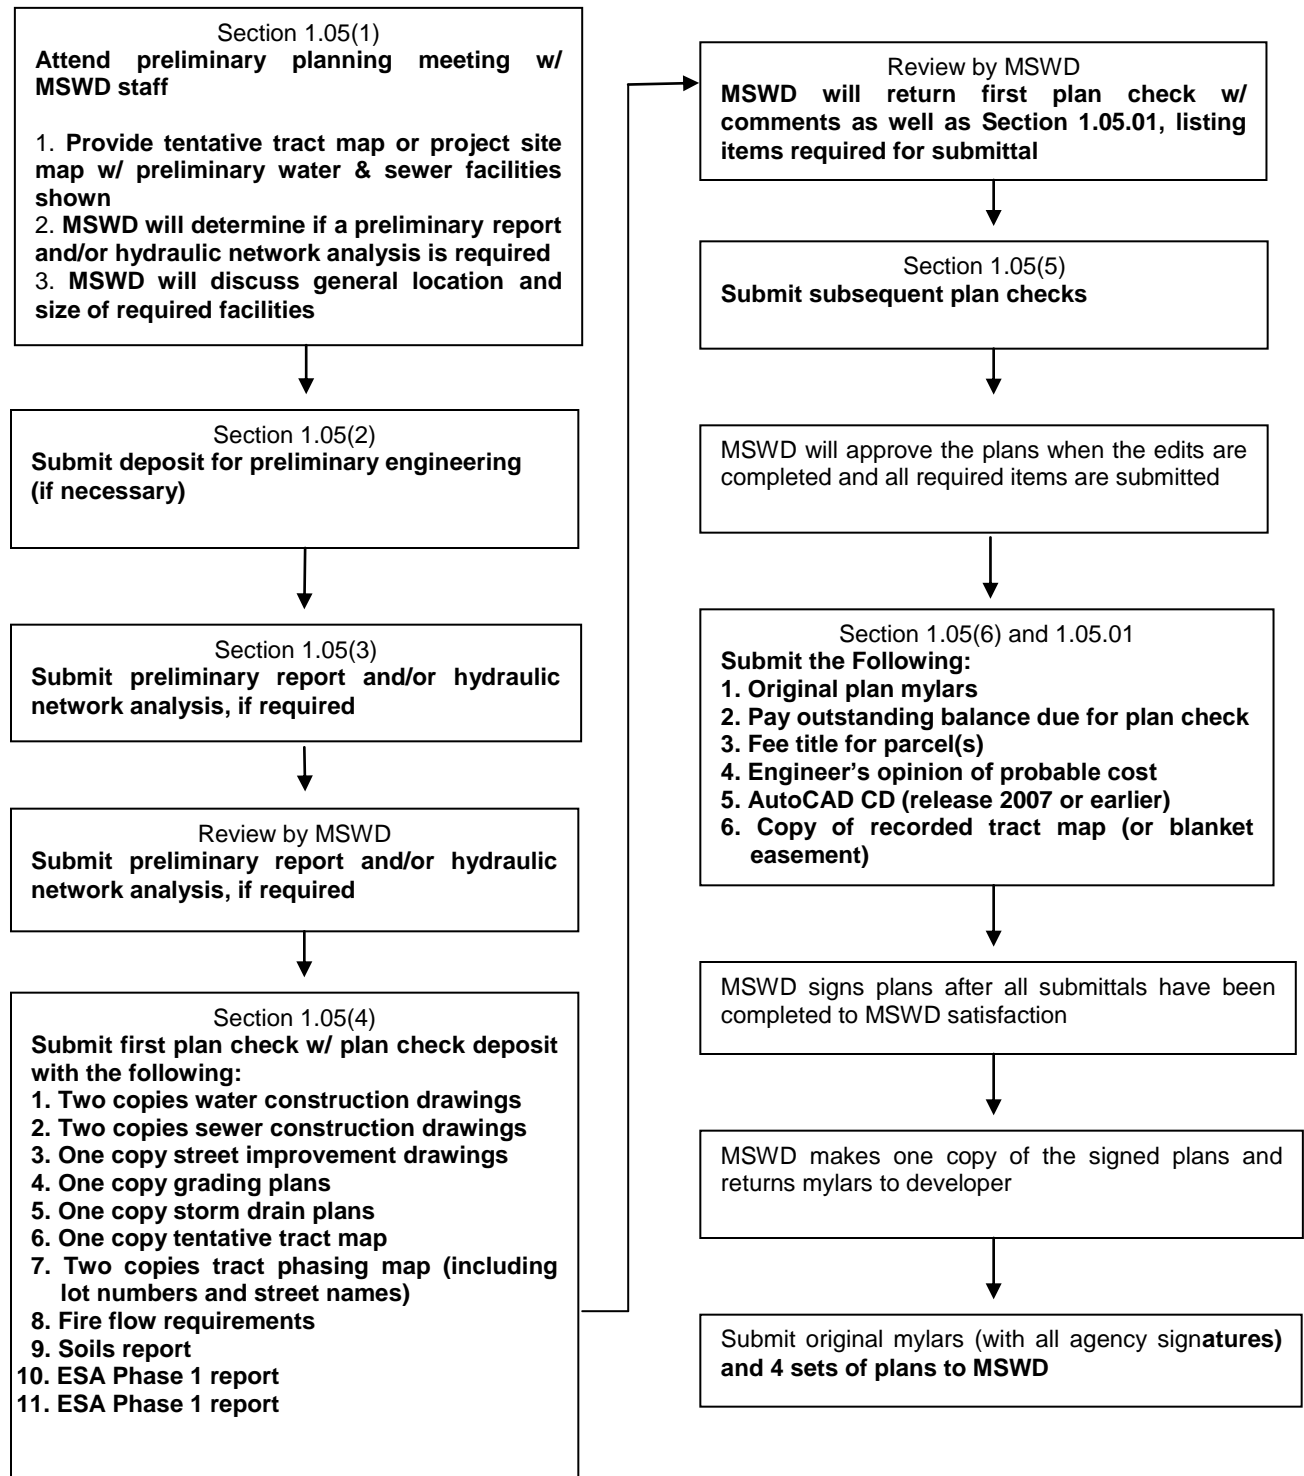 Section 1.05(1)
Attend preliminary planning meeting w/
MSWD staff
1. Provide tentative tract map or project site
map w/ preliminary water & sewer facilities
shown
2. MSWD will determine if a preliminary report
and/or hydraulic network analysis is required
3. MSWD will discuss general location and
size of required facilities
Section 1.05(2)
Submit deposit for preliminary engineering
(if necessary)
Section 1.05(3)
Submit preliminary report and/or hydraulic
network analysis, if required
Review by MSWD
Submit preliminary report and/or hydraulic
network analysis, if required
Section 1.05(4)
Submit first plan check w/ plan check deposit
with the following:
1. Two copies water construction drawings
2. Two copies sewer construction drawings
3. One copy street improvement drawings
4. One copy grading plans
5. One copy storm drain plans
6. One copy tentative tract map
7. Two copies tract phasing map (including
lot numbers and street names)
8. Fire flow requirements
9. Soils report
10. ESA Phase 1 report
11. ESA Phase 1 report
Review by MSWD
MSWD will return first plan check w/
comments as well as Section 1.05.01, listing
items required for submittal
Section 1.05(5)
Submit subsequent plan checks
MSWD will approve the plans when the edits are
completed and all required items are submitted
Section 1.05(6) and 1.05.01
Submit the Following:
1. Original plan mylars
2. Pay outstanding balance due for plan check
3. Fee title for parcel(s)
4. Engineer's opinion of probable cost
5. AutoCAD CD (release 2007 or earlier)
6. Copy of recorded tract map (or blanket
easement)
MSWD signs plans after all submittals have been
completed to MSWD satisfaction
MSWD makes one copy of the signed plans and
returns mylars to developer
Submit original mylars (with all agency signatures)
and 4 sets of plans to MSWD